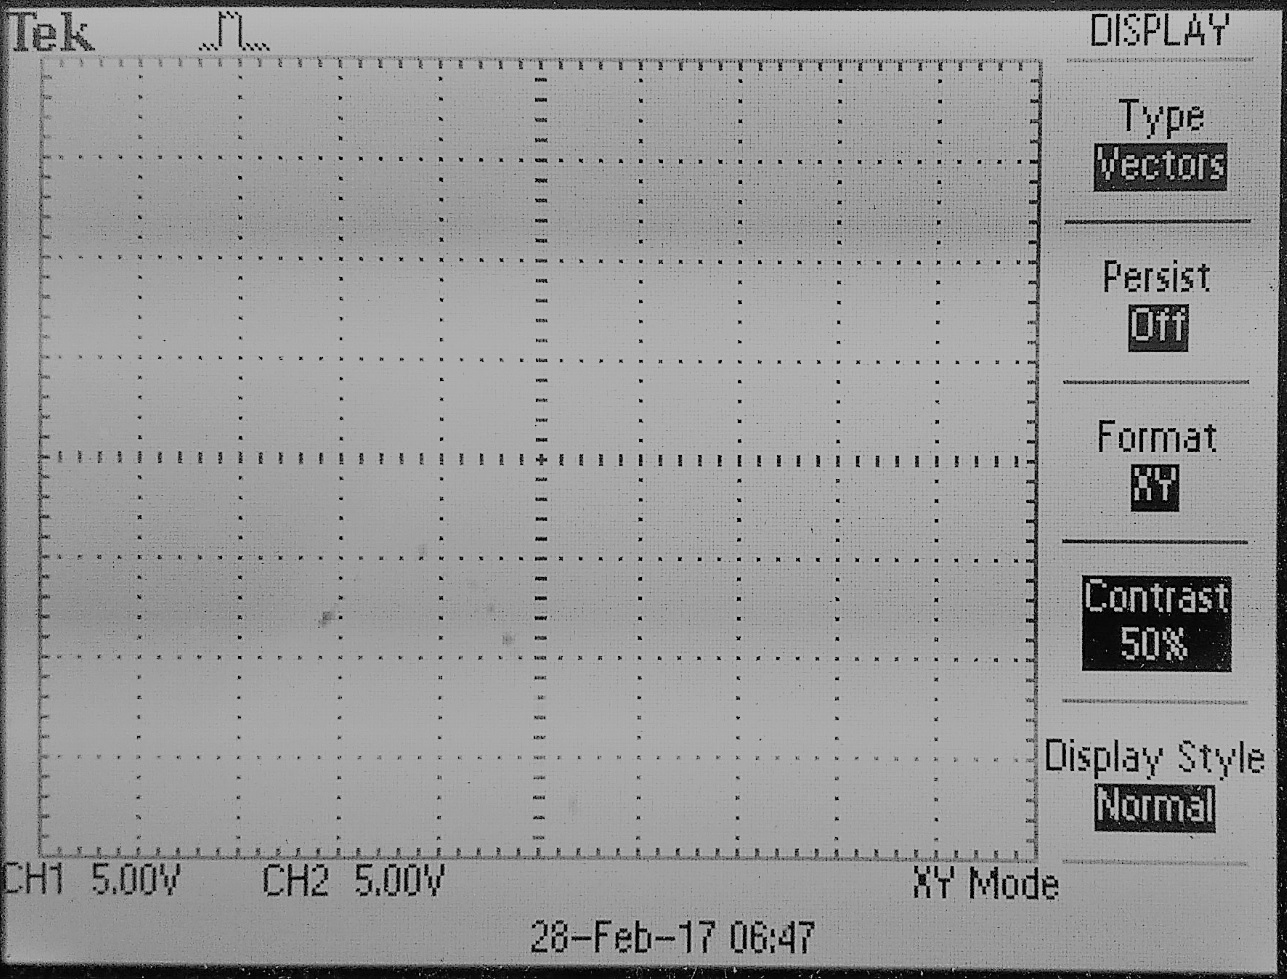 Tek
DISPLAY
Type
Vectors
Persist
Off
Format
XY
Contrast
50%
Display Style
Normal
CH1 5.00V CH2 5.00V XY Mode
28-Feb-17 06:47